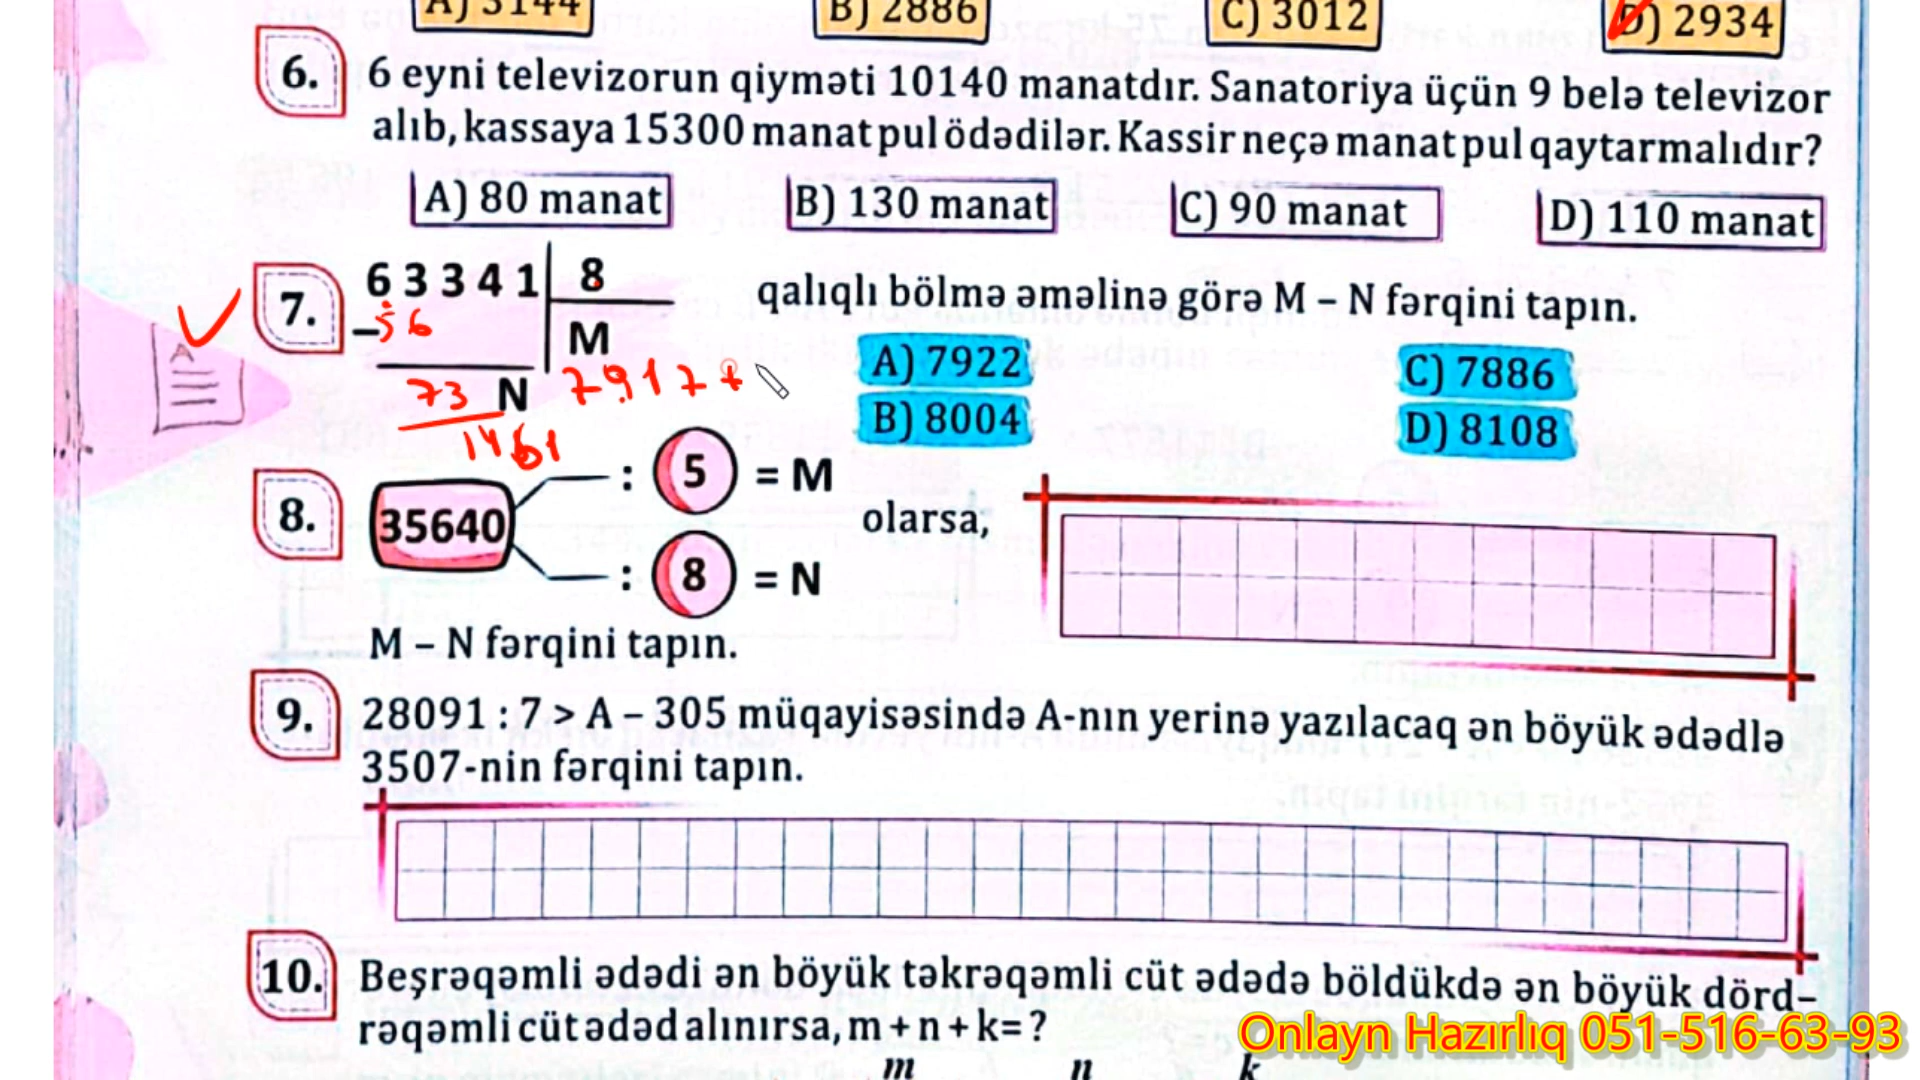 A) 3144 B) 2886 C) 3012 D) 2934
6. 6 eyni televizorun qiyməti 10140 manatdır. Sanatoriya üçün 9 belə televizor
alıb, kassaya 15300 manat pul ödədilər. Kassir neçə manat pul qaytarmalıdır?
A) 80 manat B) 130 manat C) 90 manat D) 110 manat
7. 63341 8 qalıqlı bölmə əməlinə görə M – N fərqini tapın.
– 56 M
A) 7922 C) 7886
73 N 7917 +
B) 8004 D) 8108
8. 35640 : 5 = M olarsa,
: 8 = N
M – N fərqini tapın.
9. 28091 : 7 > A – 305 müqayisəsində A-nın yerinə yazılacaq ən böyük ədədlə
3507-nin fərqini tapın.
10. Beşrəqəmli ədədi ən böyük təkrəqəmli cüt ədədə böldükdə ən böyük dörd-
rəqəmli cüt ədəd alınırsa, m + n + k= ?
m n k
Onlayn Hazırlıq 051-516-63-93